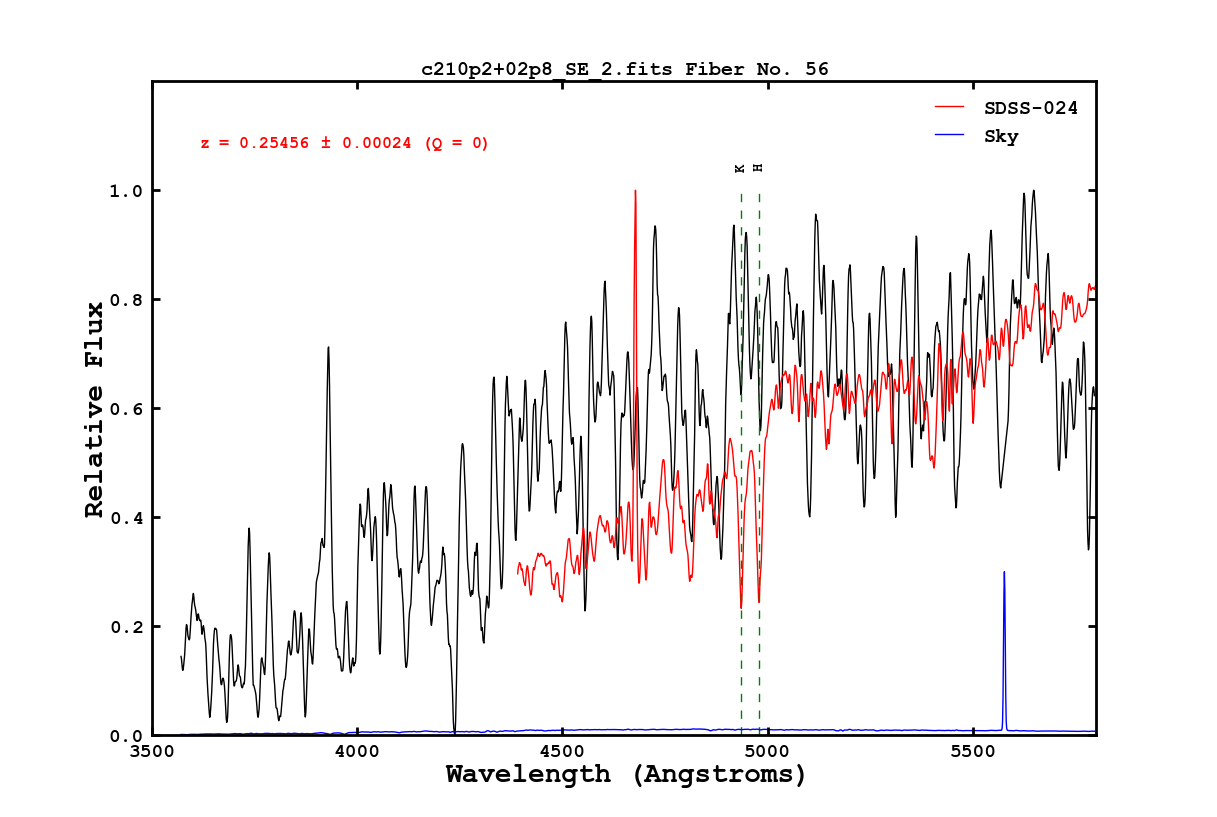 c210p2+02p8_SE_2.fits Fiber No. 56
SDSS-024
Sky
z = 0.25456 ± 0.00024 (Q = 0)
K H
1.0
0.8
0.6
0.4
0.2
0.0
Relative Flux
3500 4000 4500 5000 5500
Wavelength (Angstroms)